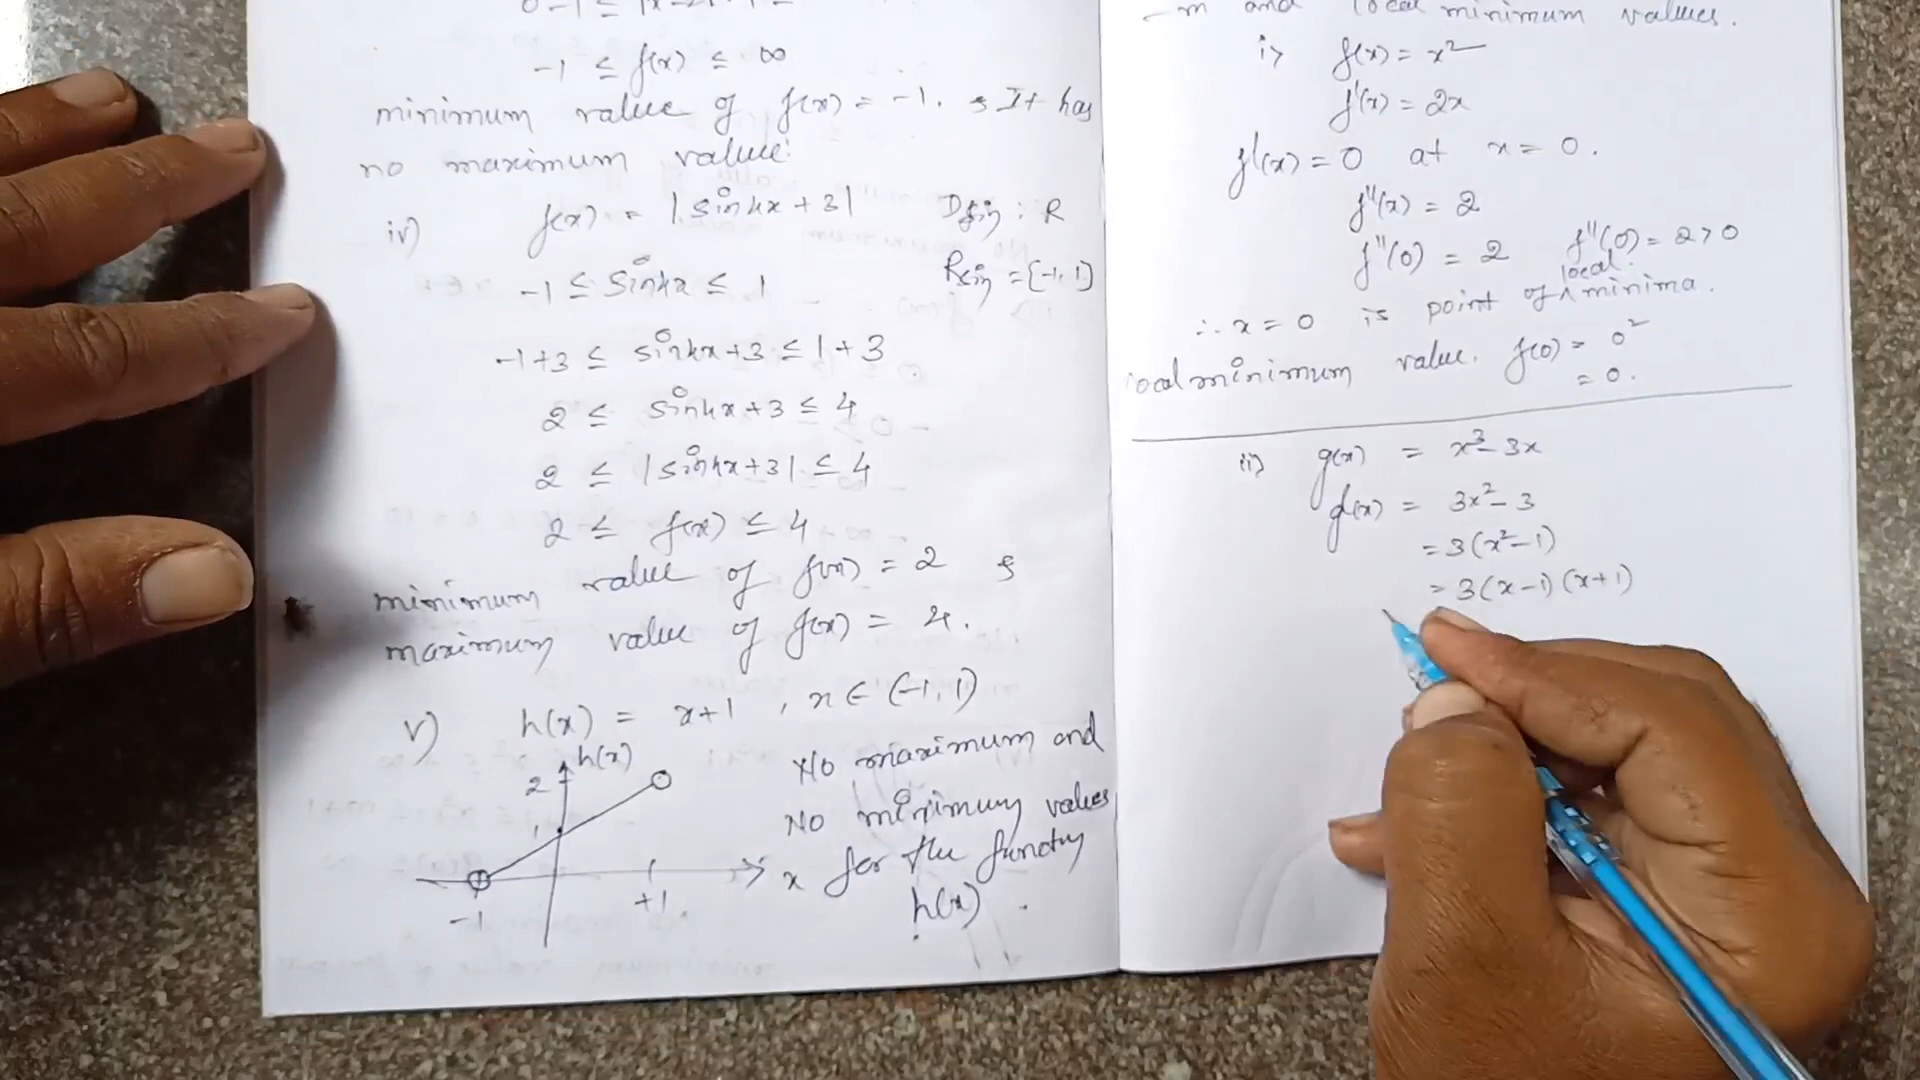 -1 ≤ f(x) ≤ ∞
minimum value of f(x) = -1. & It has
no maximum value.
iv) f(x) = |sin4x+3| Dsin : R
-1 ≤ sin4x ≤ 1 Rsin = [-1, 1]
-1+3 ≤ sin4x+3 ≤ 1+3
2 ≤ sin4x+3 ≤ 4
2 ≤ |sin4x+3| ≤ 4
2 ≤ f(x) ≤ 4
minimum value of f(x) = 2 &
maximum value of f(x) = 4.
v) h(x) = x+1 , x ∈ (-1, 1)
h(x)
2
1
-1
+1
x
No maximum and
No minimum values
for the function
h(x) .
-m and local minimum values.
i> f(x) = x²
f'(x) = 2x
f'(x) = 0 at x = 0.
f''(x) = 2
f''(0) = 2 f''(0) = 2 > 0
∴ x = 0 is point of ∧ local minima.
local minimum value. f(0) = 0²
= 0.
ii) g(x) = x³-3x
g'(x) = 3x²-3
= 3(x²-1)
= 3(x-1)(x+1)